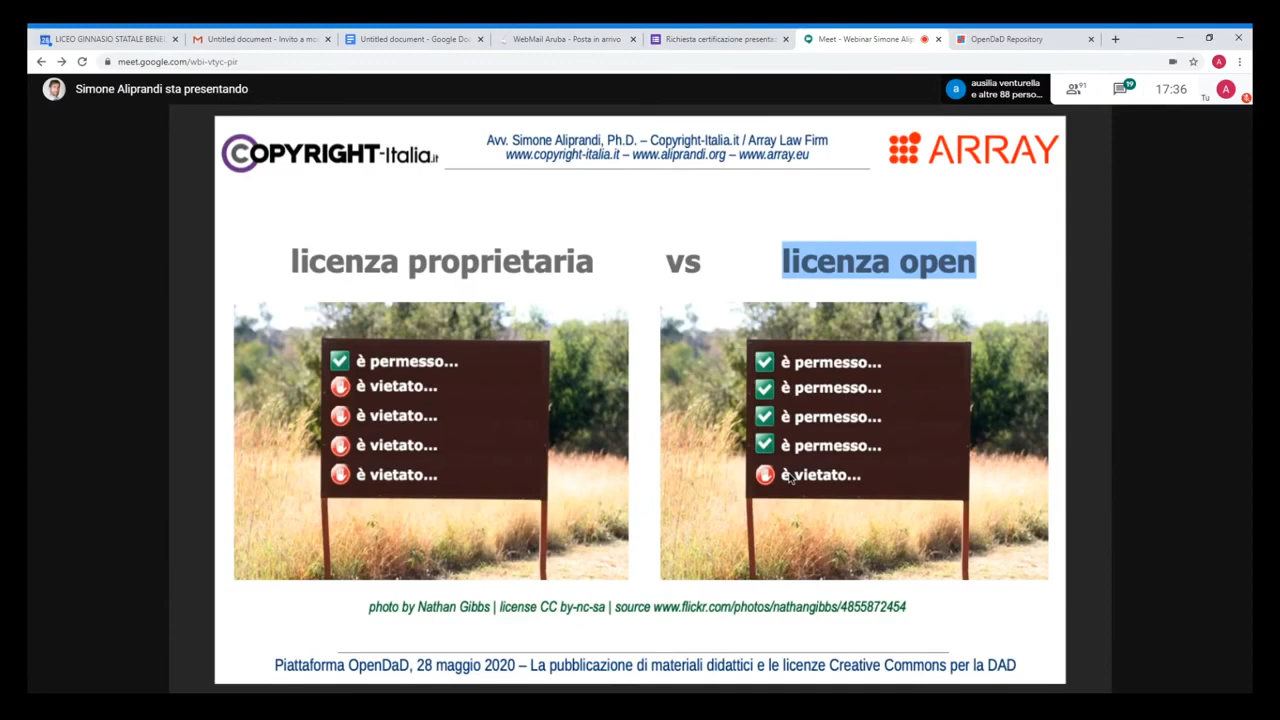 LICEO GINNASIO STATALE BENE
Untitled document - Invito a mo
Untitled document - Google Do
WebMail Aruba - Posta in arrivo
Richiesta certificazione presenta
Meet - Webinar Simone Alip
OpenDaD Repository
meet.google.com/wbi-vtyc-pir
Simone Aliprandi sta presentando
a
ausilia venturella
e altre 88 perso...
91
19
17:36
Tu
A
COPYRIGHT-Italia.it
Avv. Simone Aliprandi, Ph.D. – Copyright-Italia.it / Array Law Firm
www.copyright-italia.it – www.aliprandi.org – www.array.eu
ARRAY
licenza proprietaria vs licenza open
è permesso...
è vietato...
è vietato...
è vietato...
è vietato...
è permesso...
è permesso...
è permesso...
è permesso...
è vietato...
photo by Nathan Gibbs | license CC by-nc-sa | source www.flickr.com/photos/nathangibbs/4855872454
Piattaforma OpenDaD, 28 maggio 2020 – La pubblicazione di materiali didattici e le licenze Creative Commons per la DAD